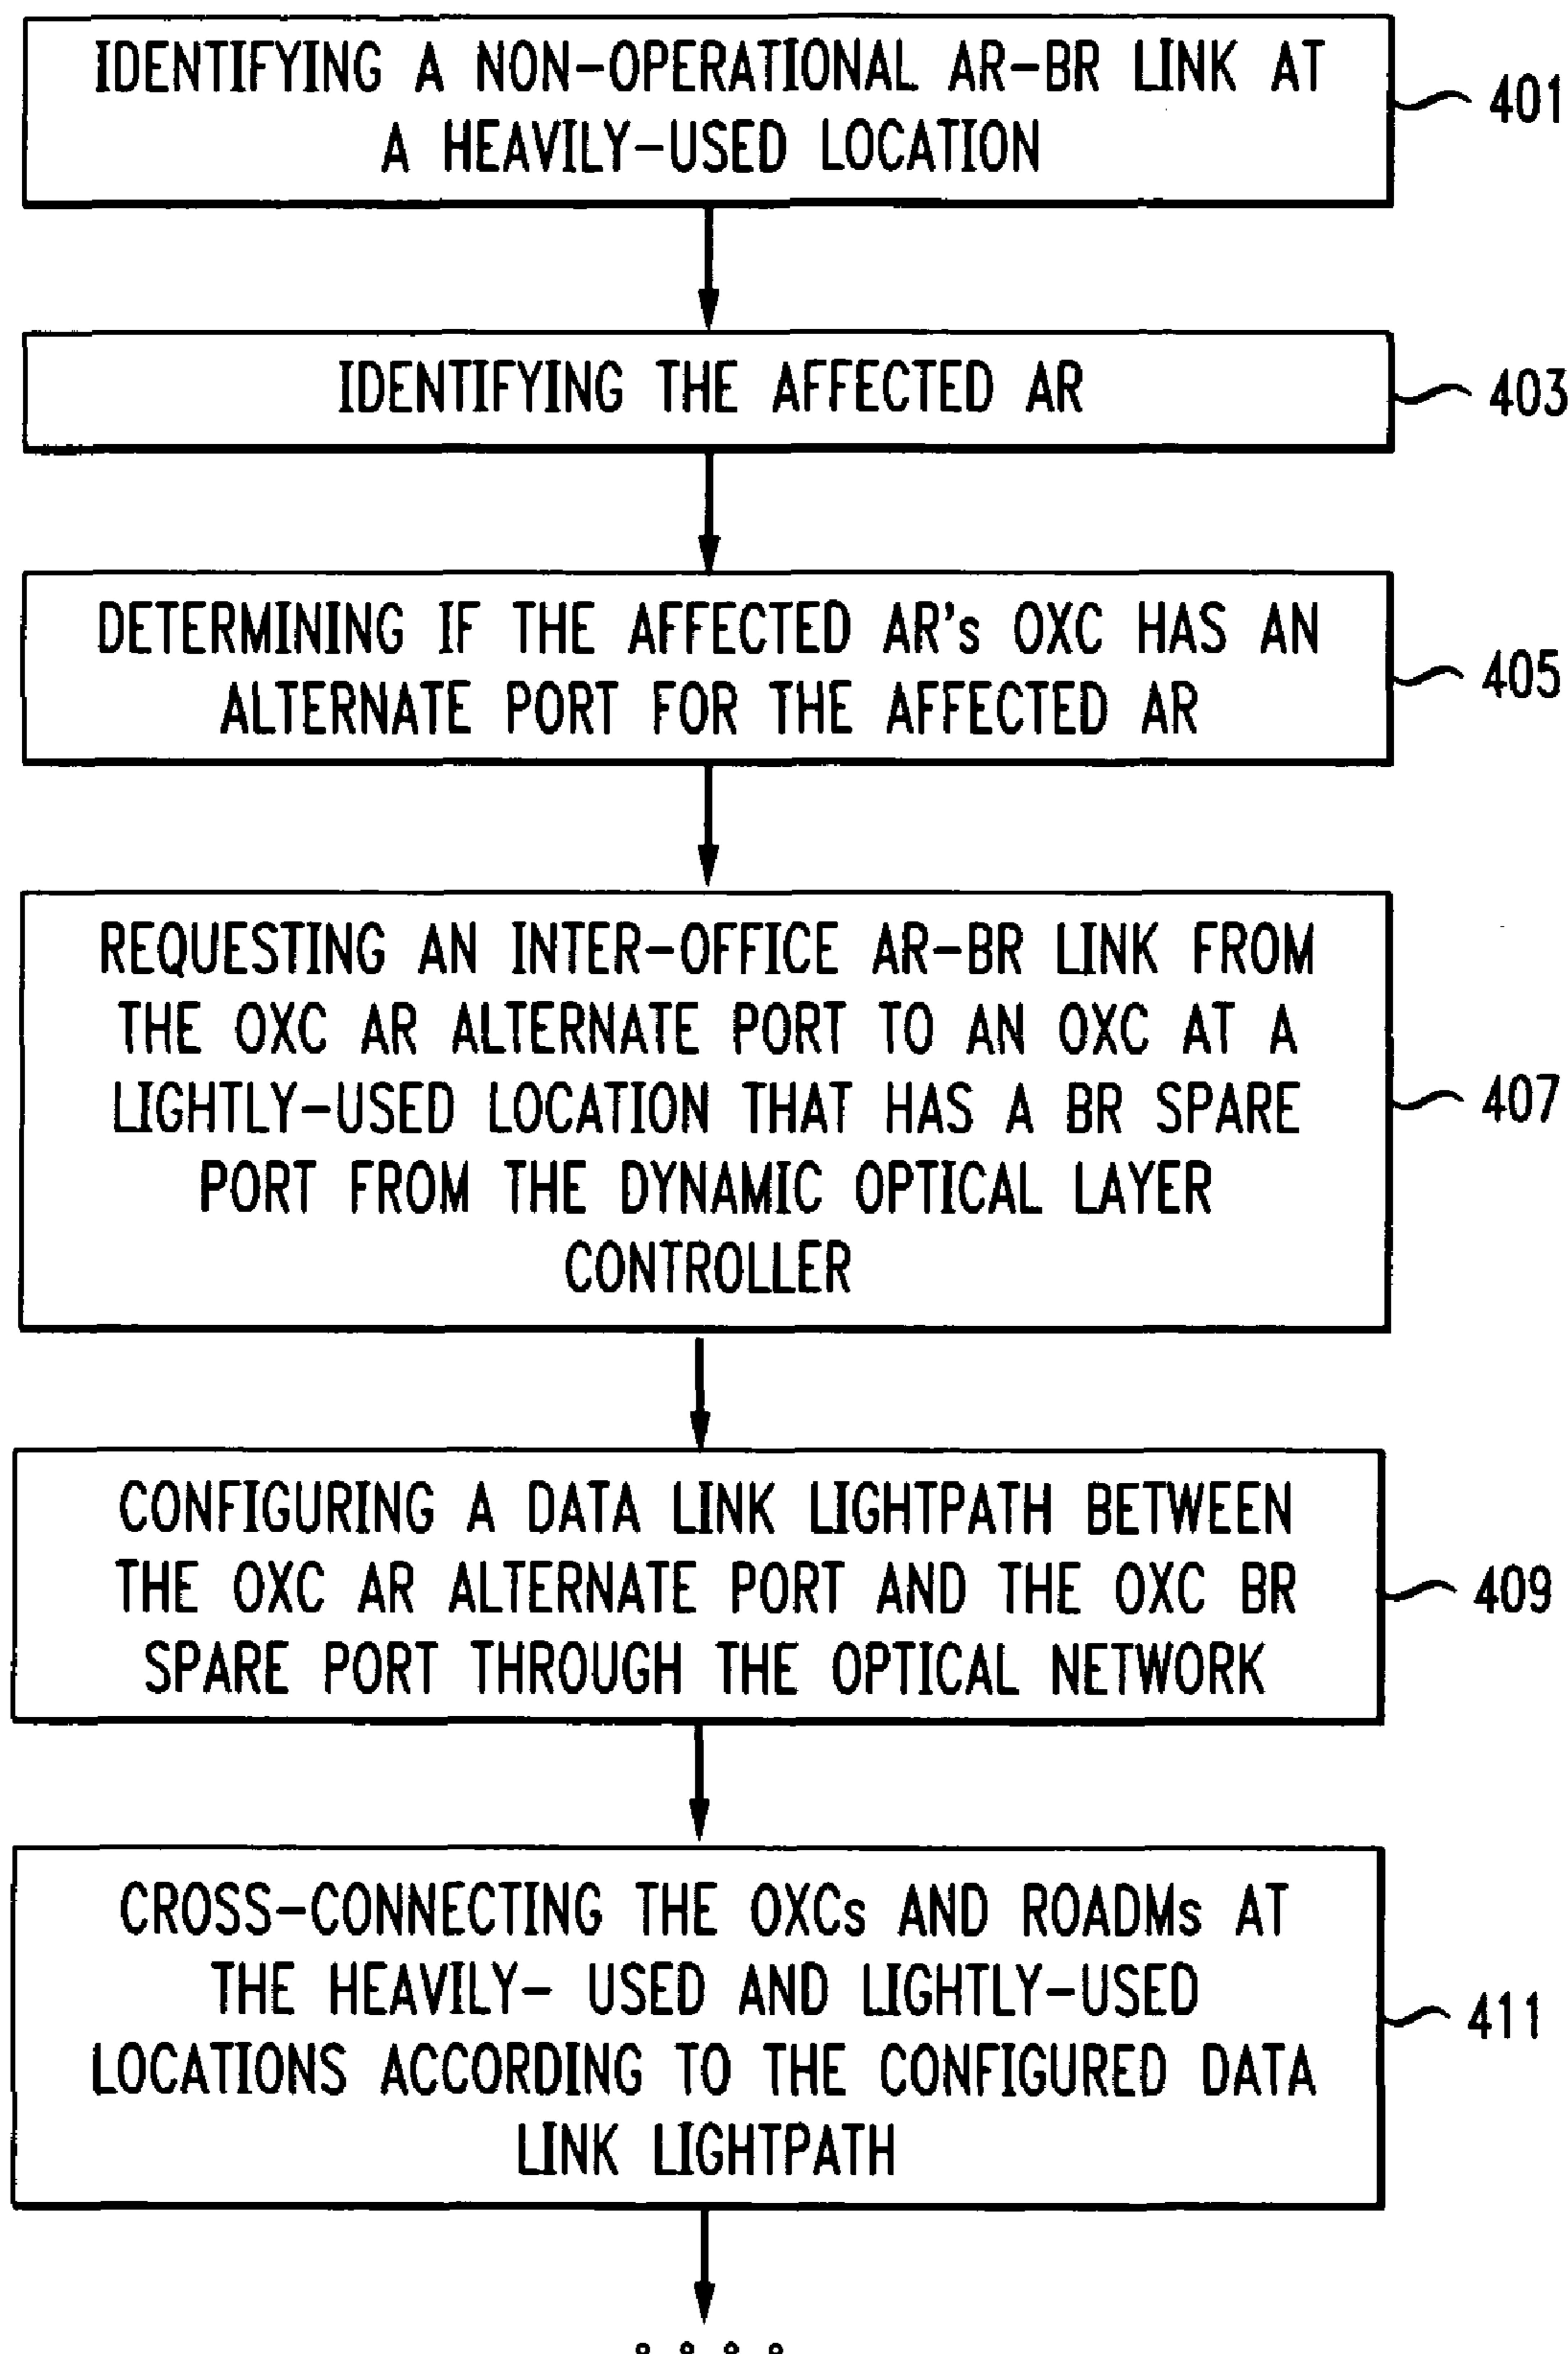 IDENTIFYING A NON-OPERATIONAL AR-BR LINK AT
A HEAVILY-USED LOCATION
401
IDENTIFYING THE AFFECTED AR
403
DETERMINING IF THE AFFECTED AR's OXC HAS AN
ALTERNATE PORT FOR THE AFFECTED AR
405
REQUESTING AN INTER-OFFICE AR-BR LINK FROM
THE OXC AR ALTERNATE PORT TO AN OXC AT A
LIGHTLY-USED LOCATION THAT HAS A BR SPARE
PORT FROM THE DYNAMIC OPTICAL LAYER
CONTROLLER
407
CONFIGURING A DATA LINK LIGHTPATH BETWEEN
THE OXC AR ALTERNATE PORT AND THE OXC BR
SPARE PORT THROUGH THE OPTICAL NETWORK
409
CROSS-CONNECTING THE OXCs AND ROADMs AT
THE HEAVILY- USED AND LIGHTLY-USED
LOCATIONS ACCORDING TO THE CONFIGURED DATA
LINK LIGHTPATH
411